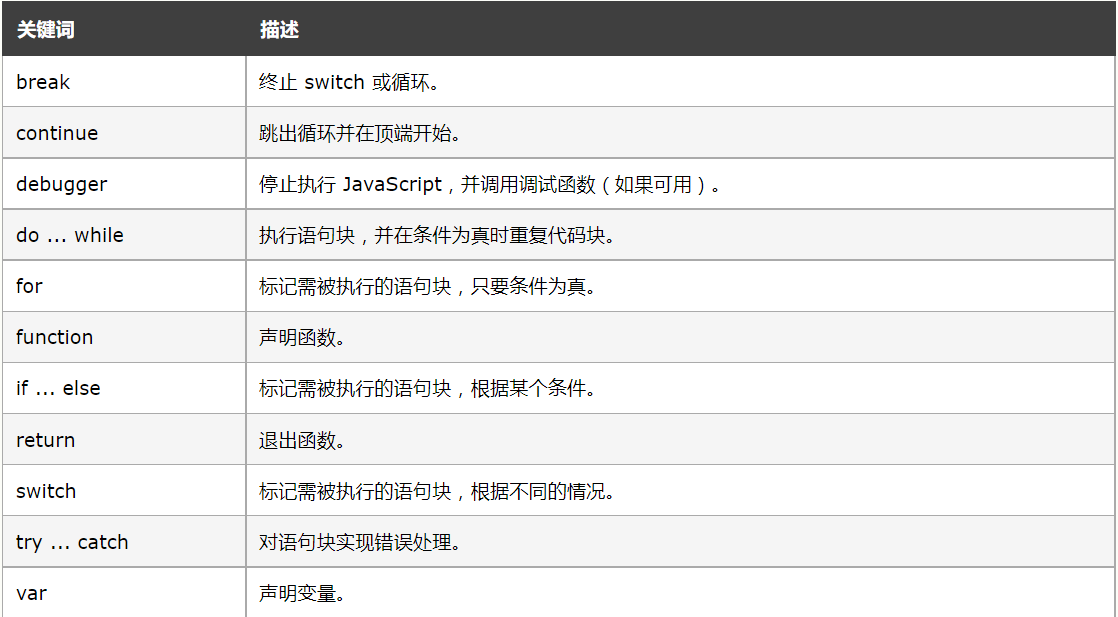 关键词 描述
break 终止 switch 或循环。
continue 跳出循环并在顶端开始。
debugger 停止执行 JavaScript，并调用调试函数（如果可用）。
do ... while 执行语句块，并在条件为真时重复代码块。
for 标记需被执行的语句块，只要条件为真。
function 声明函数。
if ... else 标记需被执行的语句块，根据某个条件。
return 退出函数。
switch 标记需被执行的语句块，根据不同的情况。
try ... catch 对语句块实现错误处理。
var 声明变量。